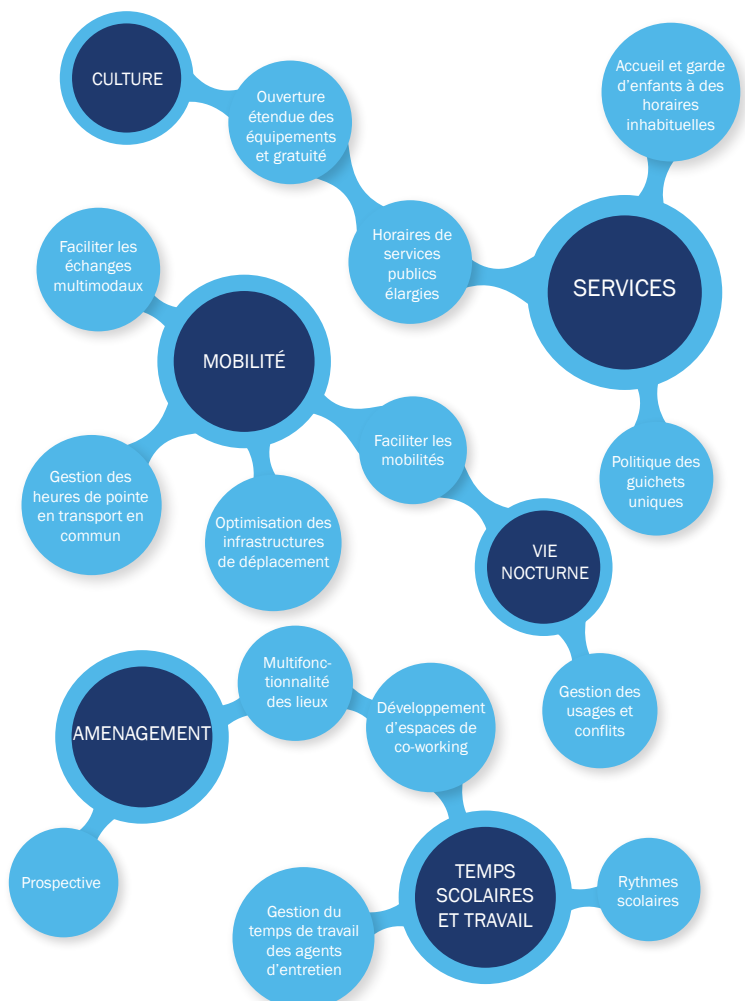 CULTURE
Ouverture
étendue des
équipements
et gratuité
Accueil et garde
d'enfants à des
horaires
inhabituelles
Faciliter les
échanges
multimodaux
Horaires de
services
publics
élargies
SERVICES
MOBILITÉ
Faciliter les
mobilités
Gestion des
heures de pointe
en transport en
commun
Optimisation des
infrastructures
de déplacement
Politique des
guichets
uniques
VIE
NOCTURNE
Multifonc-
tionnalité
des lieux
AMENAGEMENT
Développement
d'espaces de
co-working
Gestion des
usages et
conflits
Prospective
TEMPS
SCOLAIRES
ET TRAVAIL
Rythmes
scolaires
Gestion du
temps de travail
des agents
d'entretien